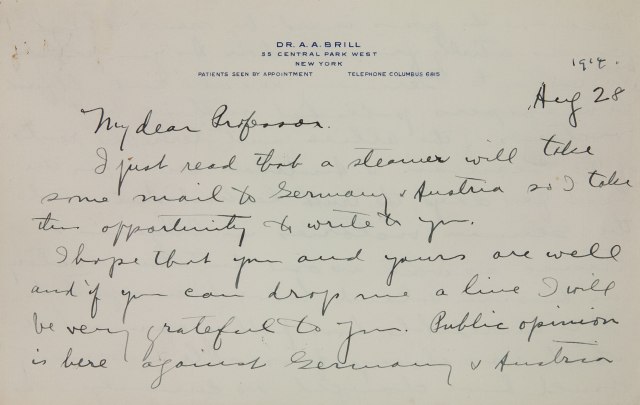 DR. A. A. BRILL
55 CENTRAL PARK WEST
NEW YORK
PATIENTS SEEN BY APPOINTMENT TELEPHONE COLUMBUS 6815
1914.
Aug 28
My dear Professor.
I just read that a steamer will take
some mail to Germany & Austria so I take
this opportunity to write to you.
I hope that you and yours are well
and if you can drop me a line I will
be very grateful to you. Public opinion
is here against Germany & Austria